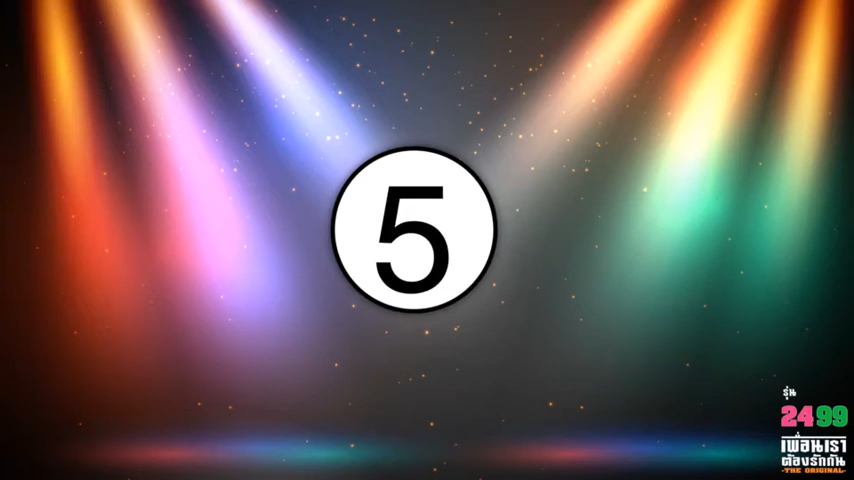 5
รุ่น
2499
เพื่อนเรา
ต้องรักกัน
-THE ORIGINAL-